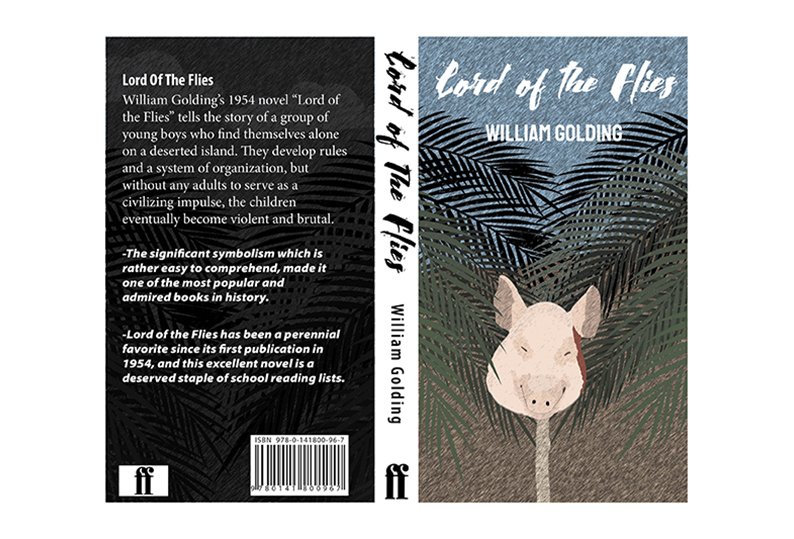 Lord Of The Flies
William Golding’s 1954 novel “Lord of
the Flies” tells the story of a group of
young boys who find themselves alone
on a deserted island. They develop rules
and a system of organization, but
without any adults to serve as a
civilizing impulse, the children
eventually become violent and brutal.
-The significant symbolism which is
rather easy to comprehend, made it
one of the most popular and
admired books in history.
-Lord of the Flies has been a perennial
favorite since its first publication in
1954, and this excellent novel is a
deserved staple of school reading lists.
ff
ISBN 978-0-141800-96-7
9780141800967
Lord of The Flies
William Golding
ff
Lord of the Flies
WILLIAM GOLDING